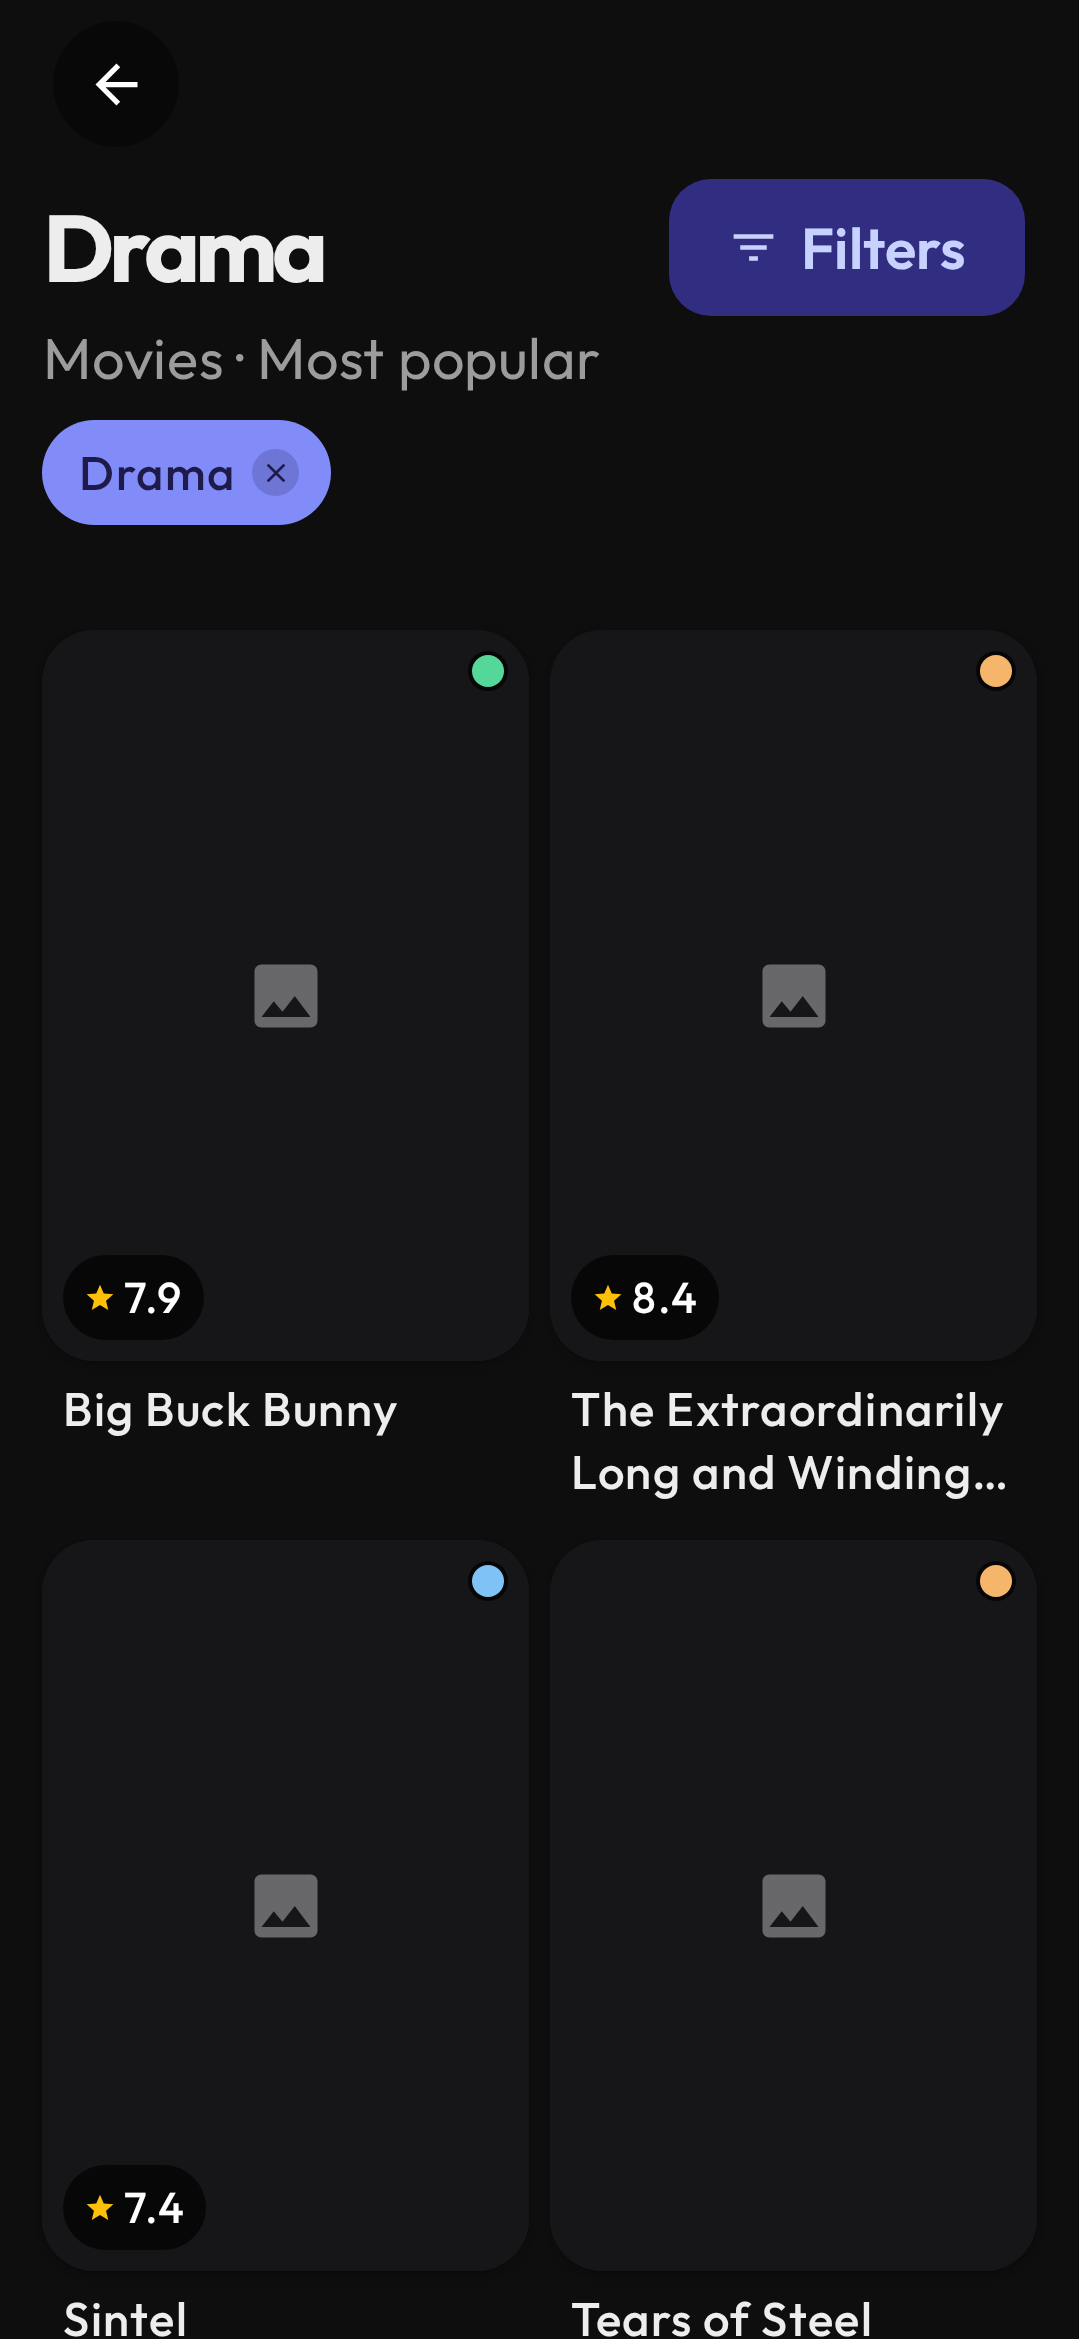 Drama
Filters
Movies · Most popular
Drama
7.9
8.4
Big Buck Bunny
The Extraordinarily
Long and Winding...
7.4
Sintel
Tears of Steel